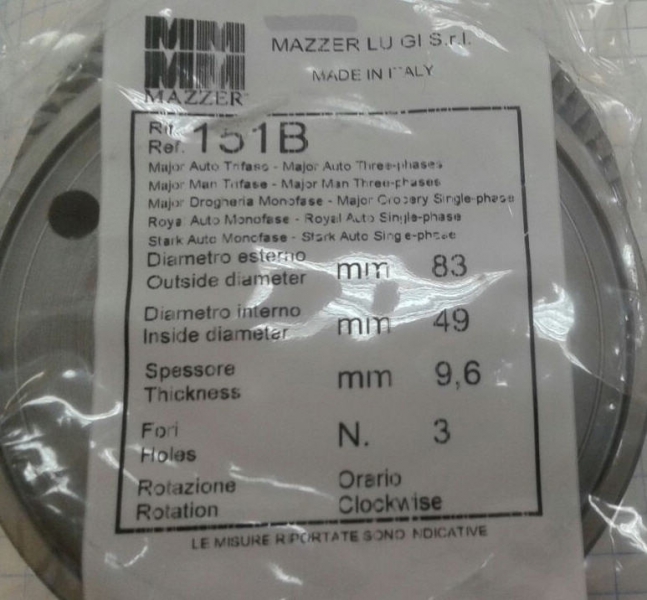 MAZZER LUIGI S.r.l.
MADE IN ITALY
MAZZER
Rif.
Ref. 151B
Major Auto Trifase - Major Auto Three-phases
Major Man Trifase - Major Man Three-phases
Major Drogheria Monofase - Major Grocery Single-phase
Royal Auto Monofase - Royal Auto Single-phase
Stark Auto Monofase - Stark Auto Single-phase
Diametro esterno
Outside diameter mm 83
Diametro interno
Inside diameter mm 49
Spessore
Thickness mm 9,6
Fori
Holes N. 3
Rotazione Orario
Rotation Clockwise
LE MISURE RIPORTATE SONO INDICATIVE